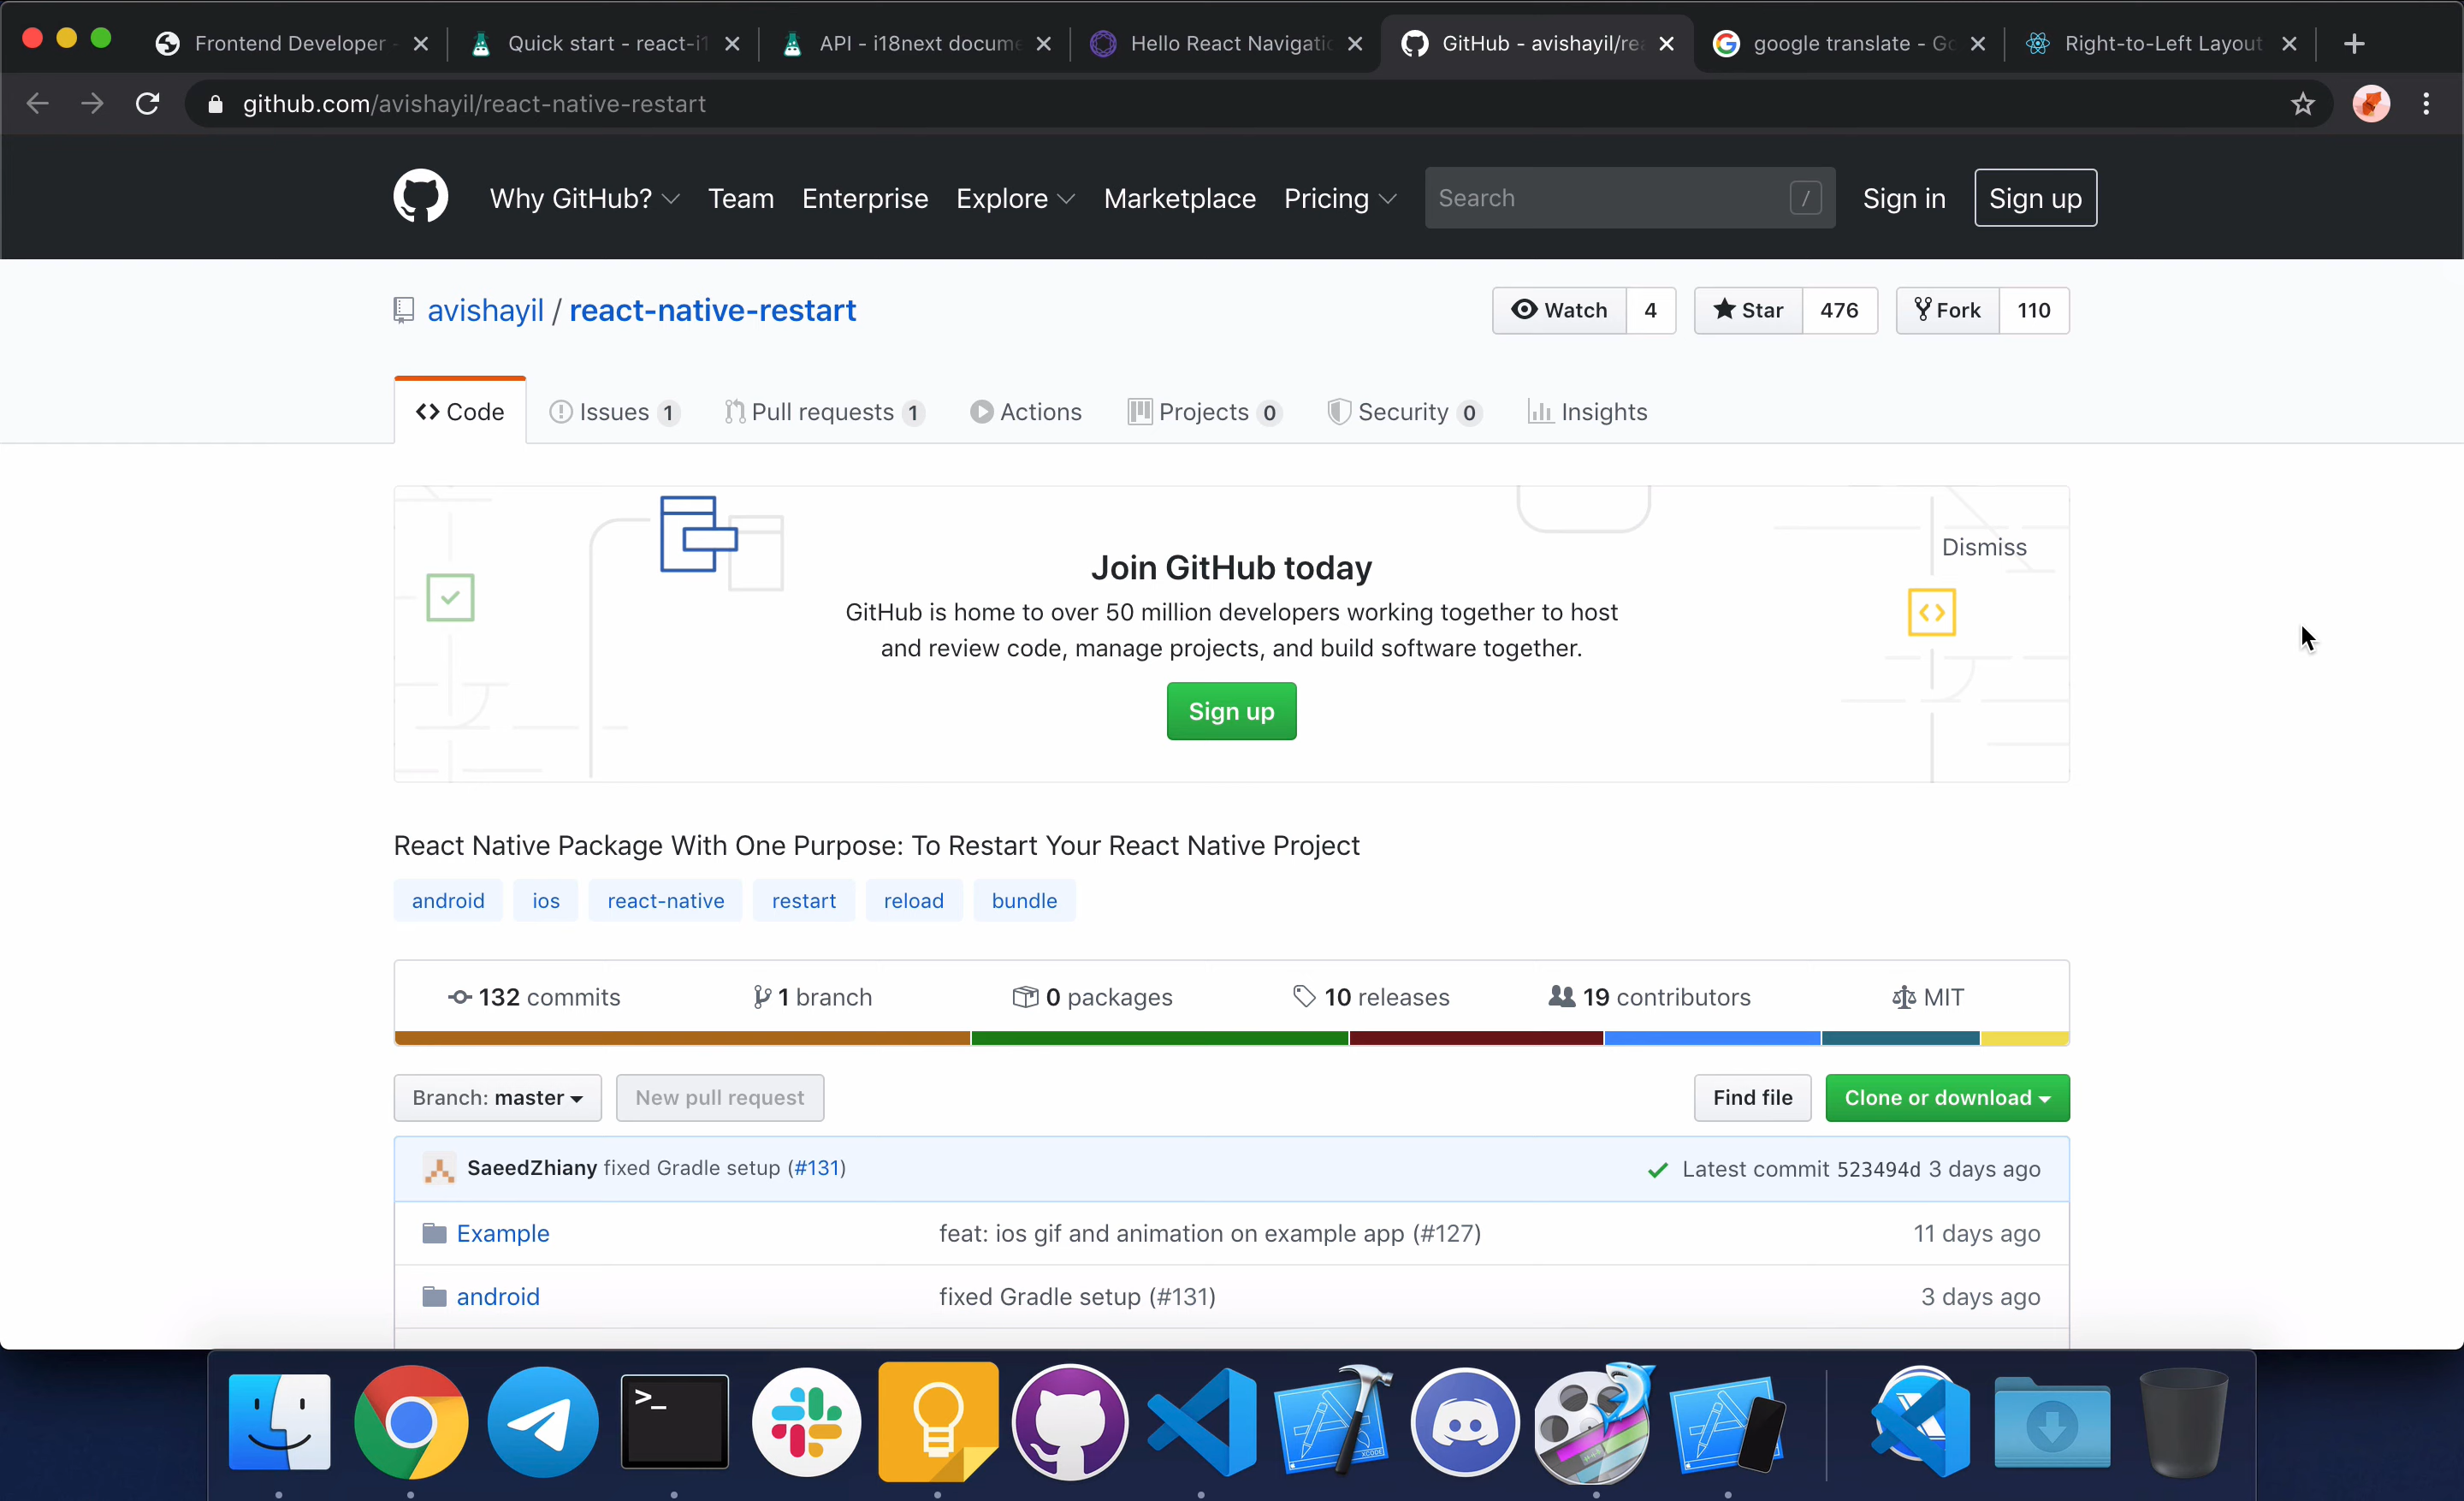 Frontend Developer -
Quick start - react-i1
API - i18next docume
Hello React Navigatio
GitHub - avishayil/rea
google translate - Go
Right-to-Left Layout
github.com/avishayil/react-native-restart
Why GitHub? Team Enterprise Explore Marketplace Pricing Search / Sign in Sign up
avishayil / react-native-restart
Watch 4 Star 476 Fork 110
Code Issues 1 Pull requests 1 Actions Projects 0 Security 0 Insights
Dismiss
Join GitHub today
GitHub is home to over 50 million developers working together to host
and review code, manage projects, and build software together.
Sign up
React Native Package With One Purpose: To Restart Your React Native Project
android ios react-native restart reload bundle
132 commits 1 branch 0 packages 10 releases 19 contributors MIT
Branch: master New pull request Find file Clone or download
SaeedZhiany fixed Gradle setup (#131) Latest commit 523494d 3 days ago
Example feat: ios gif and animation on example app (#127) 11 days ago
android fixed Gradle setup (#131) 3 days ago
>_